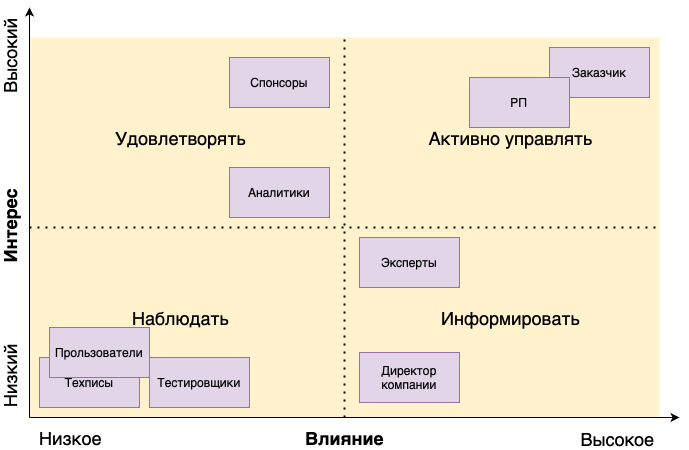 Высокий
Интерес
Низкий
Спонсоры
Заказчик
РП
Удовлетворять
Активно управлять
Аналитики
Эксперты
Наблюдать
Информировать
Прользователи
Техписы
Тестировщики
Директор
компании
Низкое
Влияние
Высокое